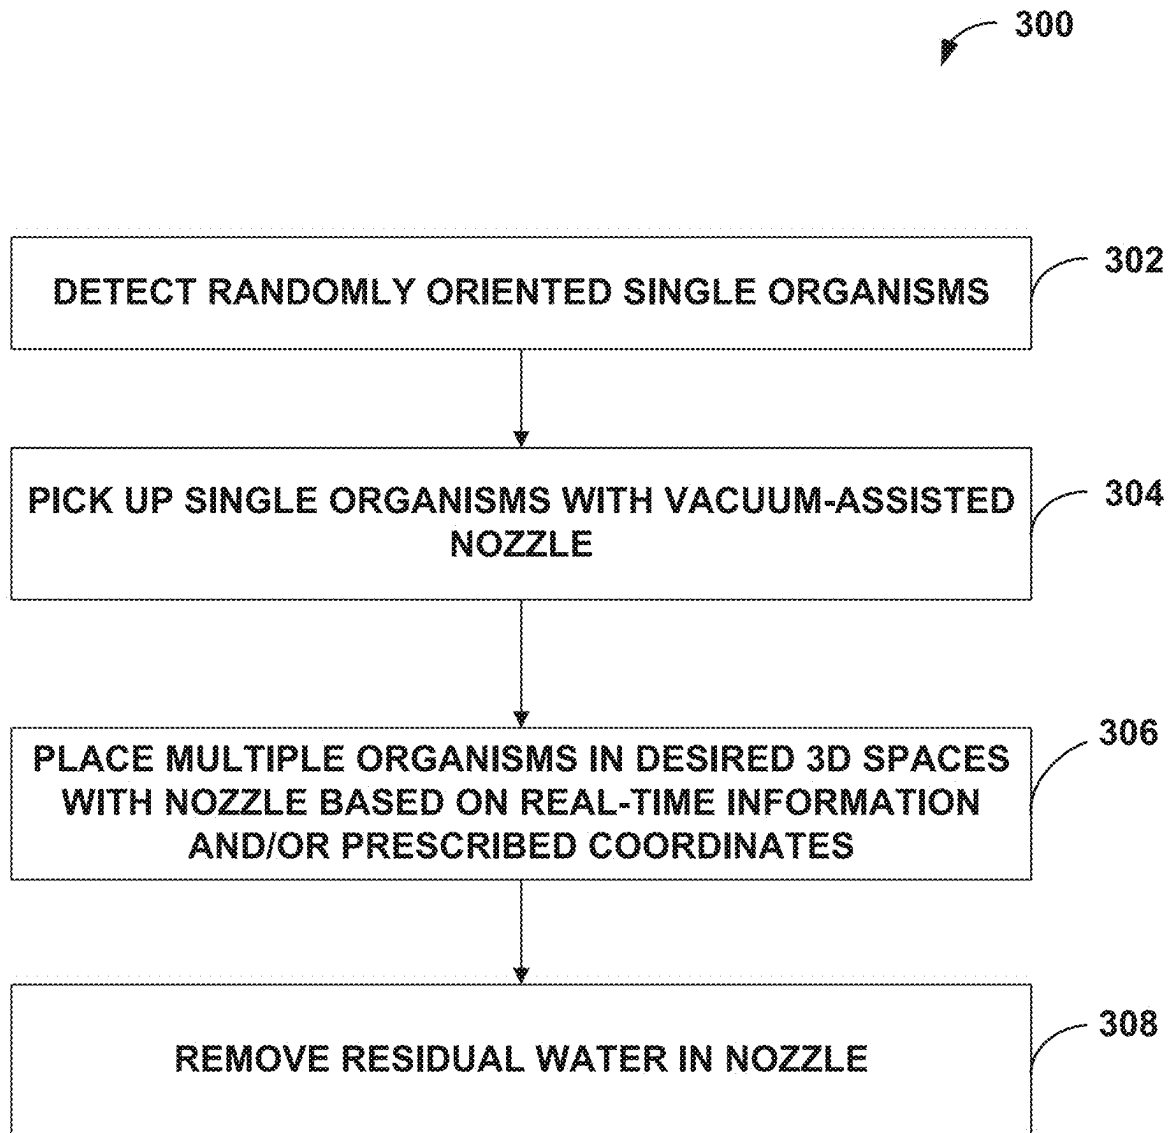 300
DETECT RANDOMLY ORIENTED SINGLE ORGANISMS
302
PICK UP SINGLE ORGANISMS WITH VACUUM-ASSISTED
NOZZLE
304
PLACE MULTIPLE ORGANISMS IN DESIRED 3D SPACES
WITH NOZZLE BASED ON REAL-TIME INFORMATION
AND/OR PRESCRIBED COORDINATES
306
REMOVE RESIDUAL WATER IN NOZZLE
308